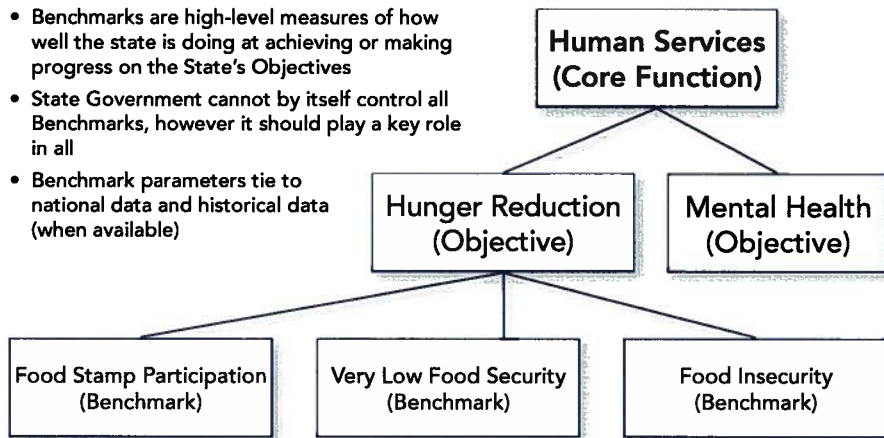 • Benchmarks are high-level measures of how
well the state is doing at achieving or making
progress on the State's Objectives
• State Government cannot by itself control all
Benchmarks, however it should play a key role
in all
• Benchmark parameters tie to
national data and historical data
(when available)
Human Services
(Core Function)
Hunger Reduction
(Objective)
Mental Health
(Objective)
Food Stamp Participation
(Benchmark)
Very Low Food Security
(Benchmark)
Food Insecurity
(Benchmark)